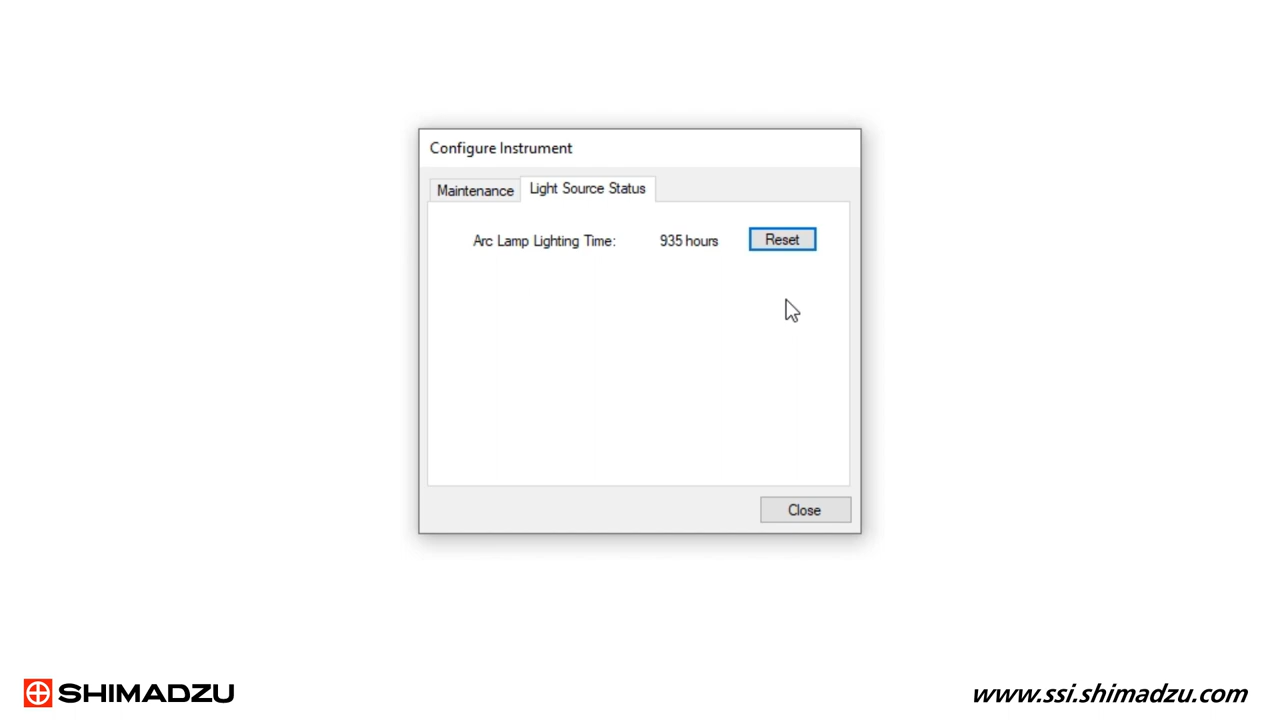 Configure Instrument
Maintenance
Light Source Status
Arc Lamp Lighting Time: 935 hours Reset
Close
SHIMADZU
www.ssi.shimadzu.com